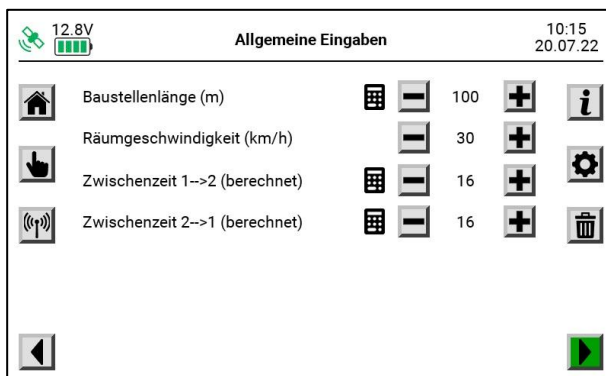 12.8V
Allgemeine Eingaben
10:15
20.07.22
Baustellenlänge (m) 100
Räumgeschwindigkeit (km/h) 30
Zwischenzeit 1-->2 (berechnet) 16
Zwischenzeit 2-->1 (berechnet) 16